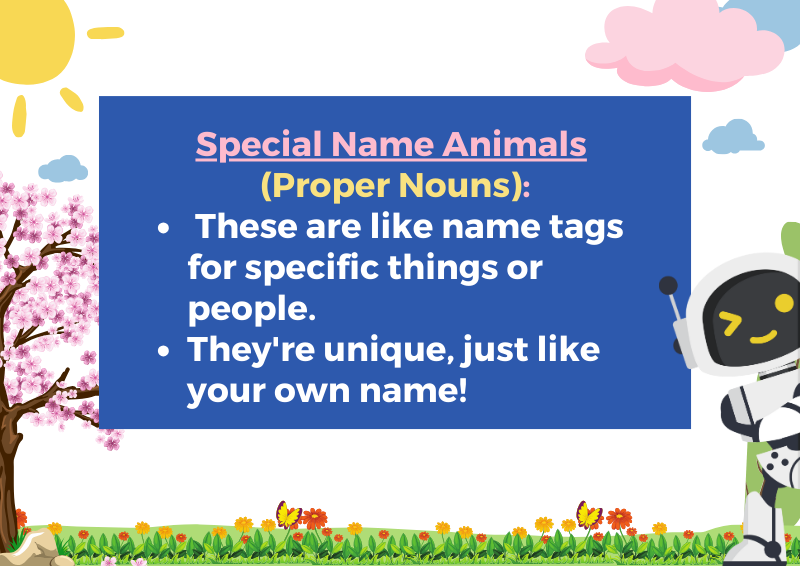 Special Name Animals
(Proper Nouns):
• These are like name tags
for specific things or
people.
• They're unique, just like
your own name!